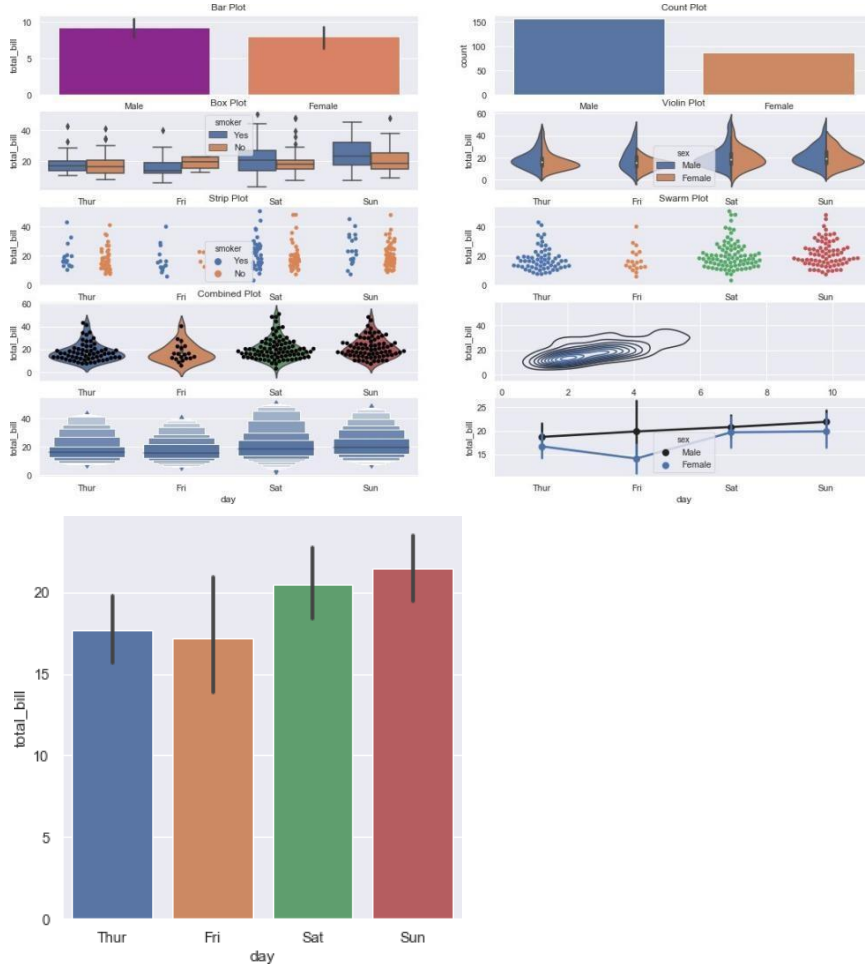 Bar Plot
total_bill
10
5
0
Male
Female
Count Plot
count
150
100
50
0
Male
Female
Box Plot
total_bill
40
20
smoker
Yes
No
Thur
Fri
Sat
Sun
Violin Plot
total_bill
60
40
20
0
sex
Male
Female
Thur
Fri
Sat
Sun
Strip Plot
total_bill
40
20
0
smoker
Yes
No
Thur
Fri
Sat
Sun
Swarm Plot
total_bill
40
20
0
Thur
Fri
Sat
Sun
Combined Plot
total_bill
60
40
20
0
Thur
Fri
Sat
Sun
total_bill
40
20
0
0
2
4
6
8
10
total_bill
40
20
0
Thur
Fri
Sat
Sun
day
total_bill
25
20
15
sex
Male
Female
Thur
Fri
Sat
Sun
day
total_bill
20
15
10
5
0
Thur
Fri
Sat
Sun
day